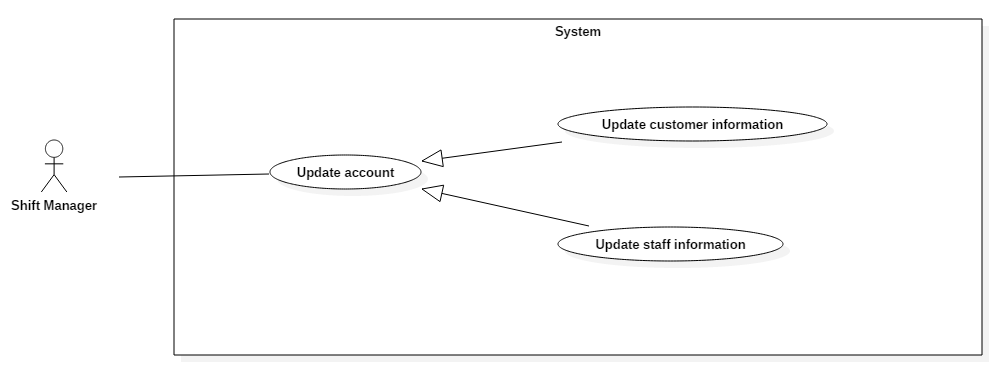 System
Update customer information
Update account
Shift Manager
Update staff information